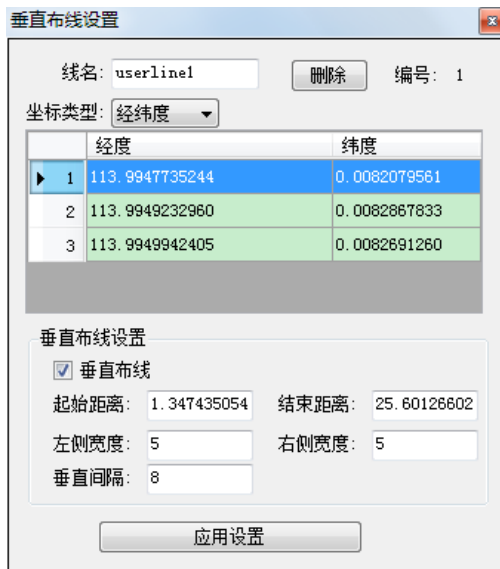 垂直布线设置
线名: userline1 删除 编号: 1
坐标类型: 经纬度
经度 纬度
1 113.9947735244 0.0082079561
2 113.9949232960 0.0082867833
3 113.9949942405 0.0082691260
垂直布线设置
垂直布线
起始距离: 1.347435054 结束距离: 25.60126602
左侧宽度: 5 右侧宽度: 5
垂直间隔: 8
应用设置